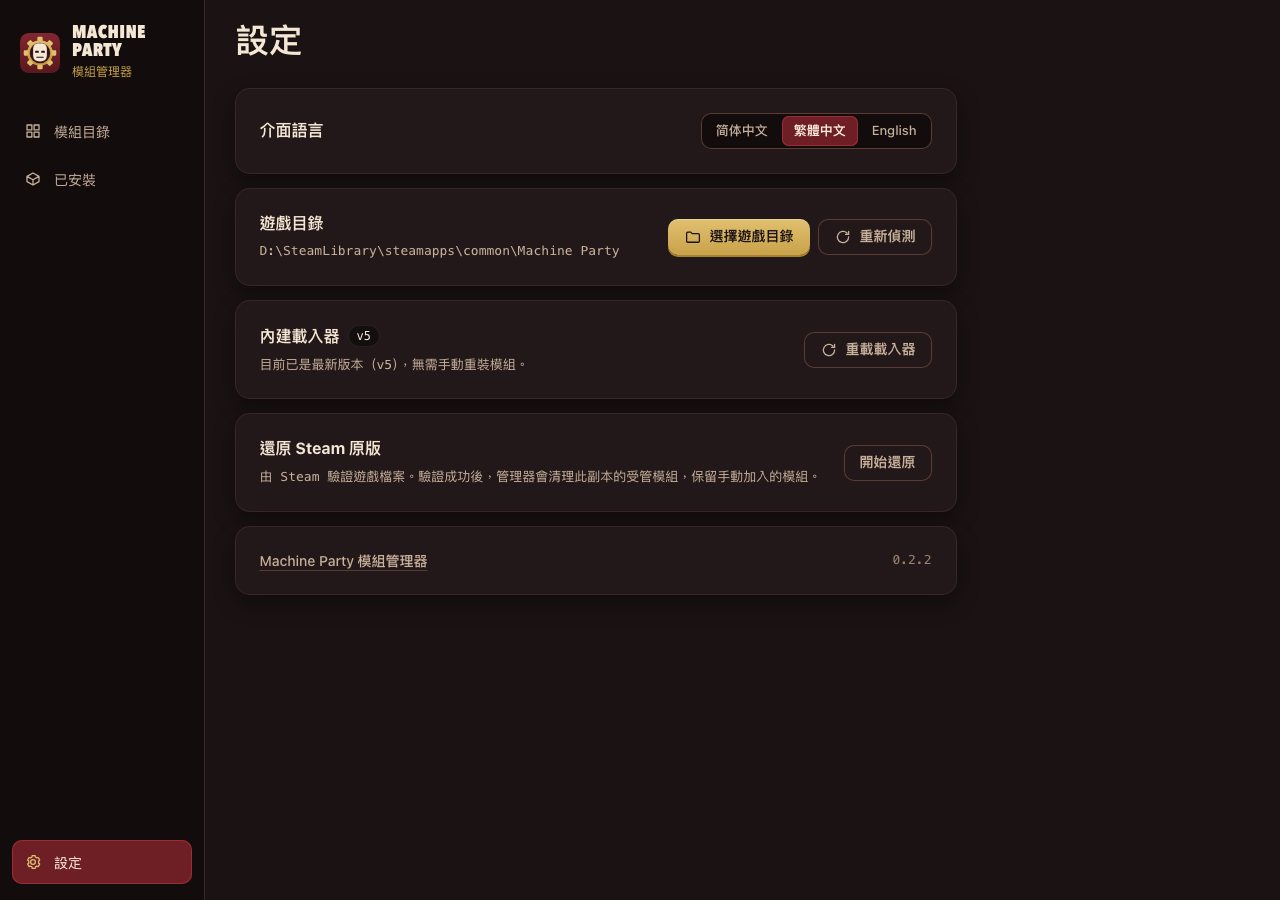 MACHINE
PARTY
模組管理器
模組目錄
已安裝
設定
設定
介面語言
简体中文
繁體中文
English
遊戲目錄
D:\SteamLibrary\steamapps\common\Machine Party
選擇遊戲目錄
重新偵測
內建載入器 v5
目前已是最新版本 (v5)，無需手動重裝模組。
重載載入器
還原 Steam 原版
由 Steam 驗證遊戲檔案。驗證成功後，管理器會清理此副本的受管模組，保留手動加入的模組。
開始還原
Machine Party 模組管理器
0.2.2